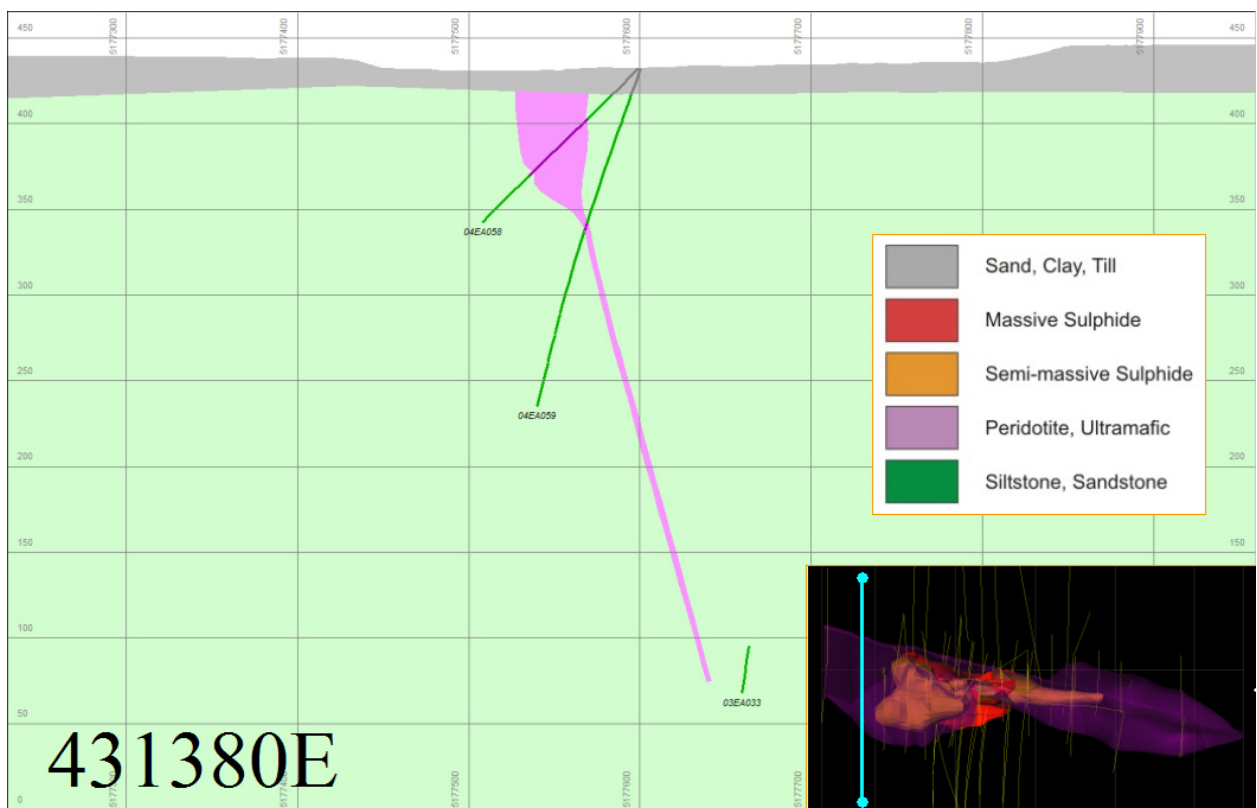 450 5177300 5177400 5177500 5177600 5177700 5177800 5177900 450
400 400
350 350
04EA058
Sand, Clay, Till
300 300
Massive Sulphide
Semi-massive Sulphide
250 250
04EA059
Peridotite, Ultramafic
200 200
Siltstone, Sandstone
150 150
100
03EA033
50
431380E
0 5177400 5177500 5177600 5177700